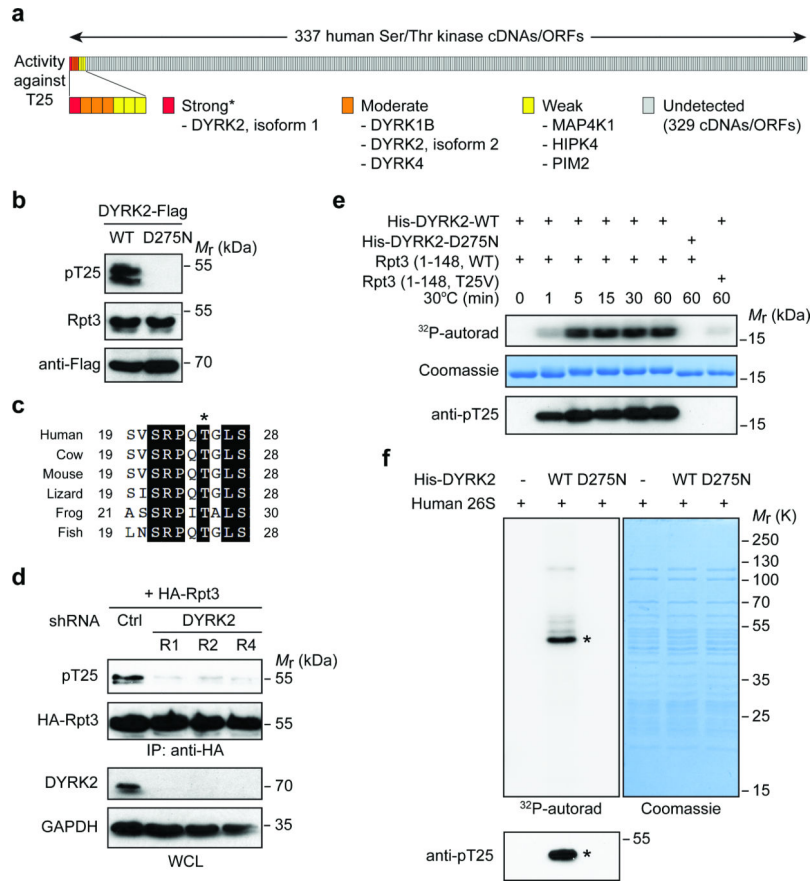 a
337 human Ser/Thr kinase cDNAs/ORFs
Activity against T25
Strong*
- DYRK2, isoform 1
Moderate
- DYRK1B
- DYRK2, isoform 2
- DYRK4
Weak
- MAP4K1
- HIPK4
- PIM2
Undetected
(329 cDNAs/ORFs)
b
DYRK2-Flag
WT D275N Mr (kDa)
pT25 - 55
Rpt3 - 55
anti-Flag - 70
c
*
Human 19 SVSRPQTGLS 28
Cow 19 SVSRPQTGLS 28
Mouse 19 SVSRPQTGLS 28
Lizard 19 SISRPQTGLS 28
Frog 21 ASSRPITALS 30
Fish 19 LNSRPQTGLS 28
d
+ HA-Rpt3
shRNA Ctrl DYRK2
R1 R2 R4
Mr (kDa)
pT25 - 55
HA-Rpt3 - 55
IP: anti-HA
DYRK2 - 70
GAPDH - 35
WCL
e
His-DYRK2-WT + + + + + + +
His-DYRK2-D275N +
Rpt3 (1-148, WT) + + + + + + +
Rpt3 (1-148, T25V) +
30°C (min) 0 1 5 15 30 60 60 60
Mr (kDa)
32P-autorad - 15
Coomassie - 15
anti-pT25 - 15
f
His-DYRK2 - WT D275N - WT D275N
Human 26S + + + + + +
Mr (K)
- 250
- 130
- 100
- 70
- 55
* - 35
- 25
- 15
32P-autorad Coomassie
anti-pT25 * - 55